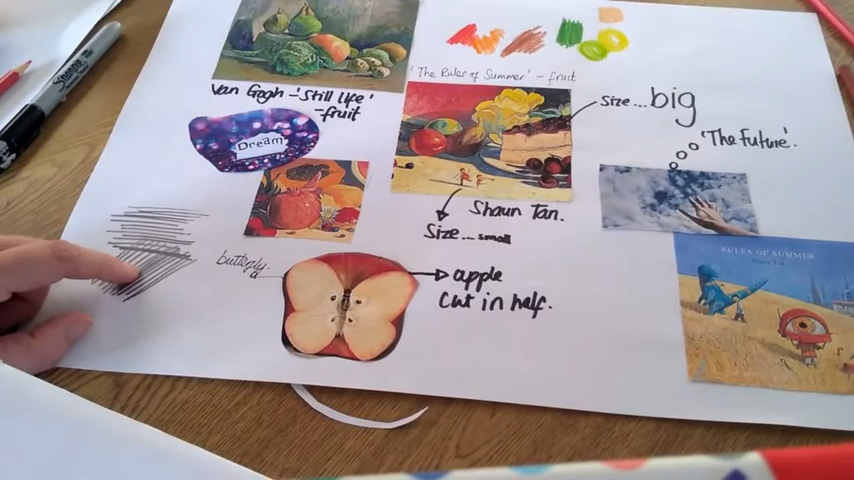 Sharpie
'The Rules of Summer' - fruit
Van Gogh - 'Still life'
- fruit
Size... big
'The Future'.
Dream
Shaun Tan.
Size... small
butterfly.
apple
Cut in half.
RULES OF SUMMER
Shaun Tan